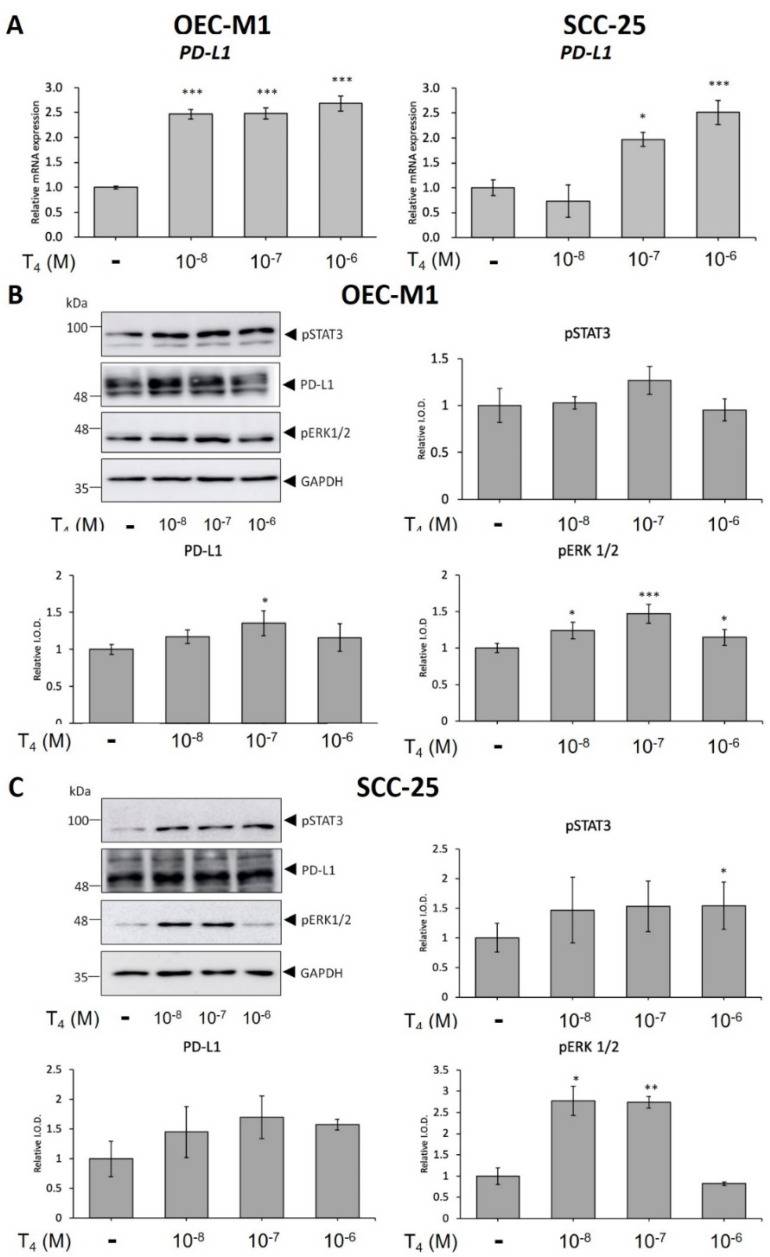 A
OEC-M1
PD-L1
Relative mRNA expression
3.0
2.5
2.0
1.5
1.0
0.5
0.0
***
***
***
T4 (M)
- 10-8 10-7 10-6
SCC-25
PD-L1
Relative mRNA expression
3.0
2.5
2.0
1.5
1.0
0.5
0.0
*
***
T4 (M)
- 10-8 10-7 10-6
B
OEC-M1
kDa
100
pSTAT3
48
PD-L1
48
pERK1/2
35
GAPDH
T4 (M) - 10-8 10-7 10-6
pSTAT3
Relative I.O.D.
1.5
1
0.5
0
T4 (M) - 10-8 10-7 10-6
PD-L1
Relative I.O.D.
2
1.5
1
0.5
0
*
T4 (M) - 10-8 10-7 10-6
pERK 1/2
Relative I.O.D
2
1.5
1
0.5
0
*
***
*
T4 (M) - 10-8 10-7 10-6
C
SCC-25
kDa
100
pSTAT3
48
PD-L1
48
pERK1/2
35
GAPDH
T4 (M) - 10-8 10-7 10-6
pSTAT3
Relative I.O.D.
2.5
2
1.5
1
0.5
0
*
T4 (M) - 10-8 10-7 10-6
PD-L1
Relative I.O.D.
2.5
2
1.5
1
0.5
0
T4 (M) - 10-8 10-7 10-6
pERK 1/2
Relative I.O.D.
3.5
3
2.5
2
1.5
1
0.5
0
*
**
T4 (M) - 10-8 10-7 10-6